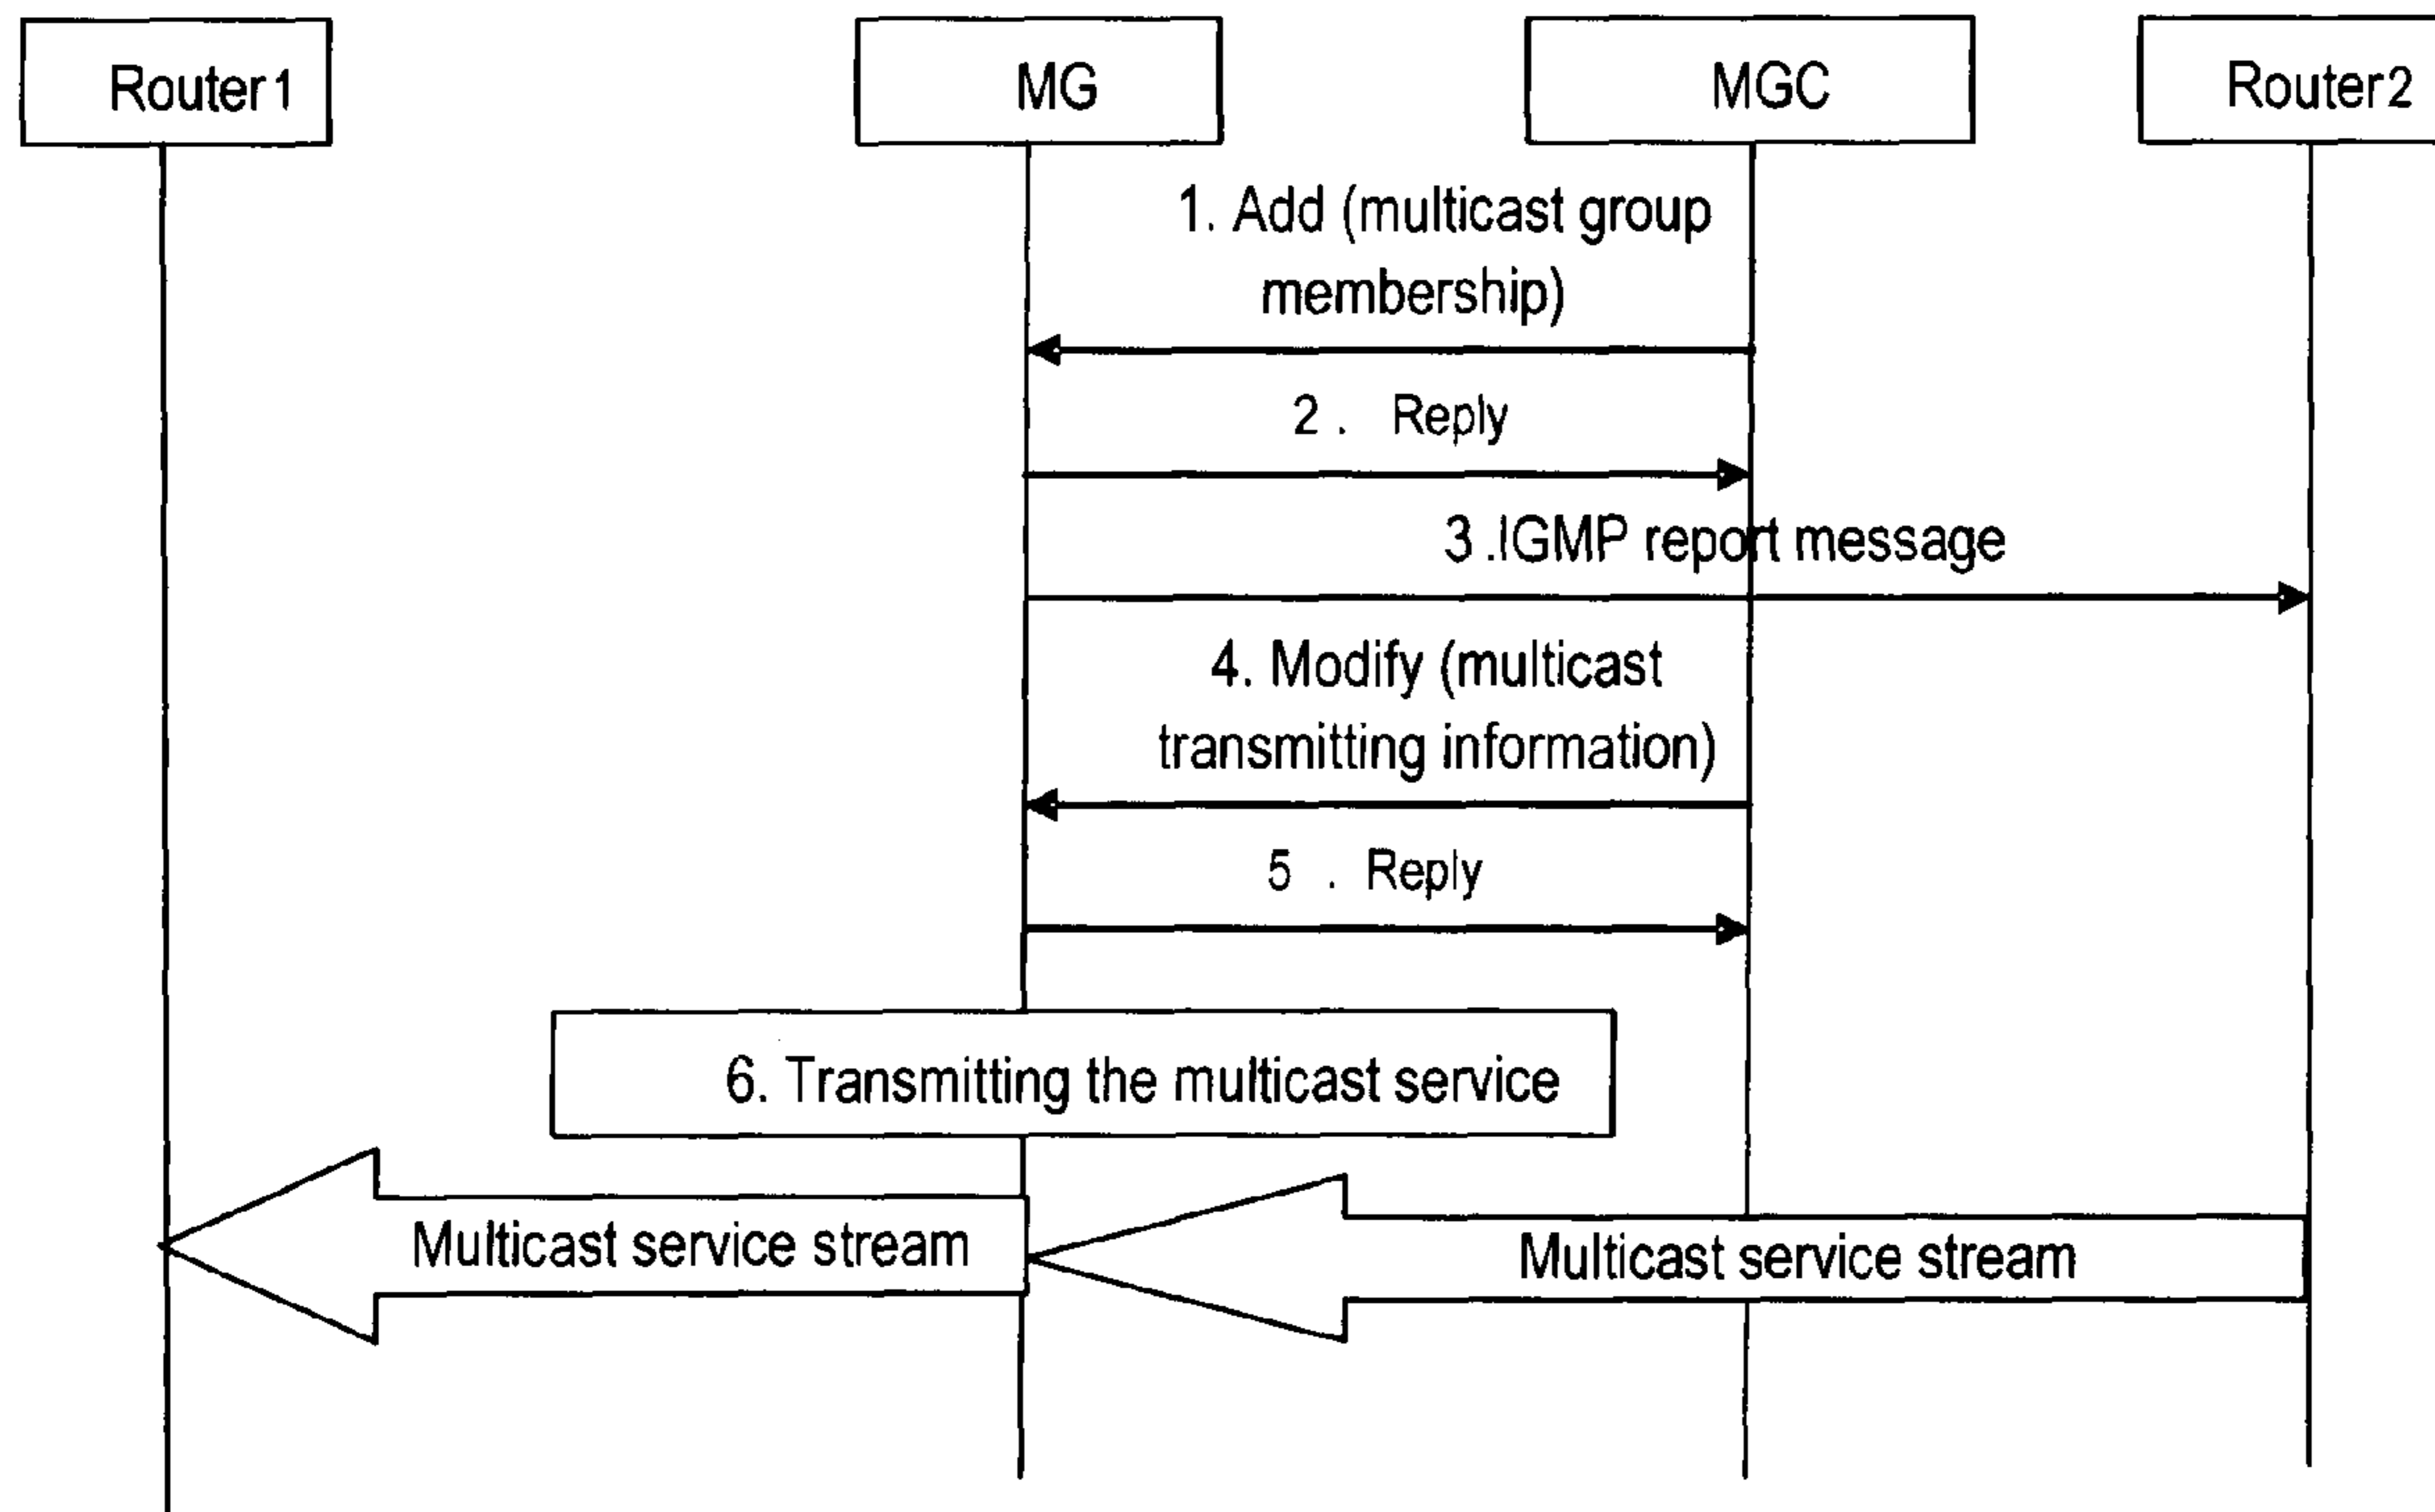 Router1
MG
MGC
Router2
1. Add (multicast group
membership)
2 . Reply
3 .IGMP report message
4. Modify (multicast
transmitting information)
5 . Reply
6. Transmitting the multicast service
Multicast service stream
Multicast service stream